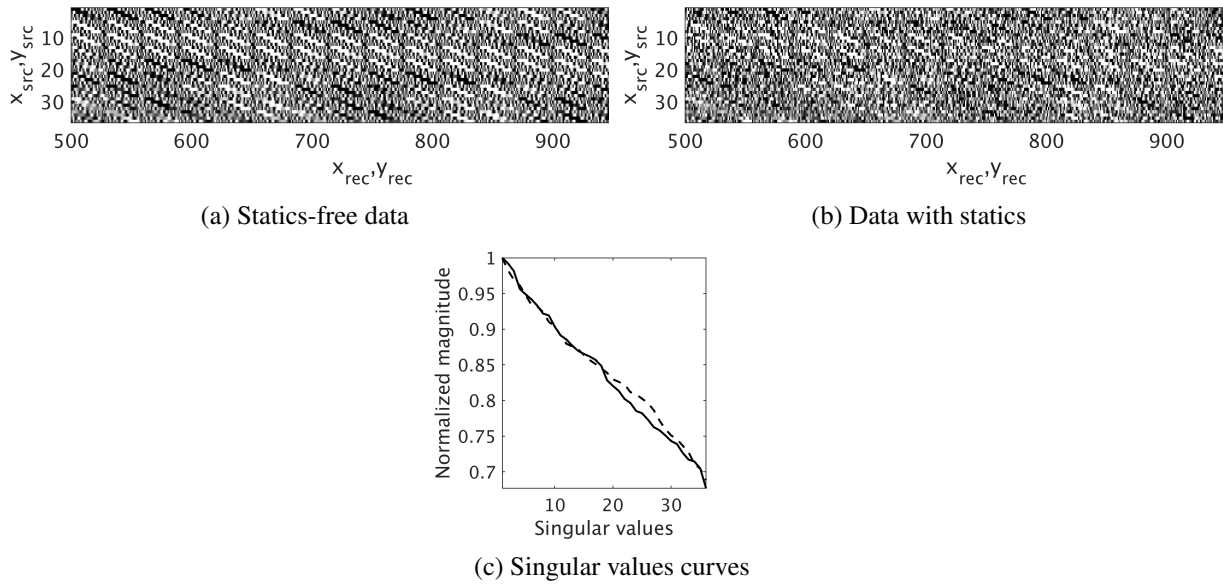 10
20
30
x_src,y_src
500 600 700 800 900
x_rec,y_rec
(a) Statics-free data
10
20
30
x_src,y_src
500 600 700 800 900
x_rec,y_rec
(b) Data with statics
1
0.95
0.9
0.85
0.8
0.75
0.7
Normalized magnitude
10 20 30
Singular values
(c) Singular values curves